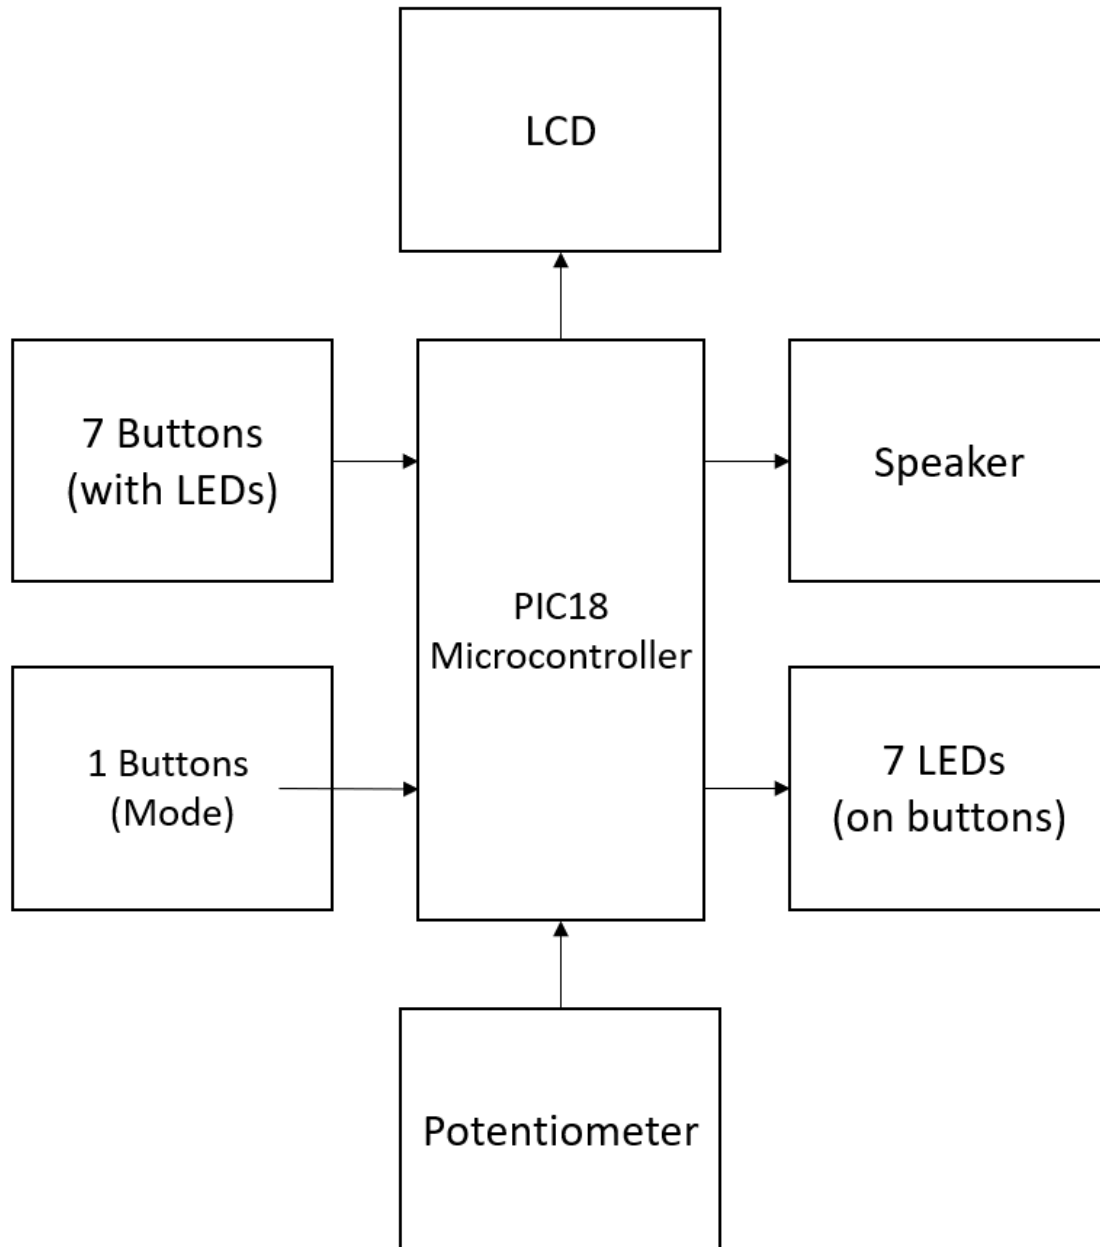 LCD
7 Buttons
(with LEDs)
Speaker
PIC18
Microcontroller
1 Buttons
(Mode)
7 LEDs
(on buttons)
Potentiometer